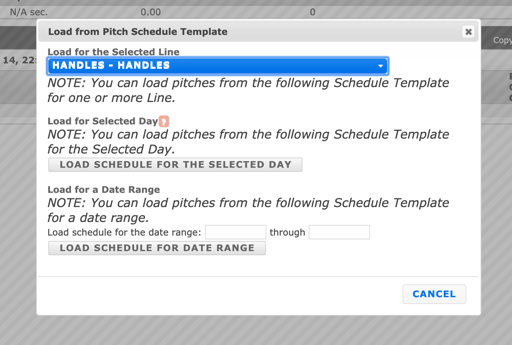 N/A sec. 0.00 0
Load from Pitch Schedule Template
Copy
Load for the Selected Line
14, 22:
HANDLES - HANDLES
NOTE: You can load pitches from the following Schedule Template
for one or more Line.
Load for Selected Day
NOTE: You can load pitches from the following Schedule Template
for the Selected Day.
LOAD SCHEDULE FOR THE SELECTED DAY
Load for a Date Range
NOTE: You can load pitches from the following Schedule Template
for a date range.
Load schedule for the date range: through
LOAD SCHEDULE FOR DATE RANGE
CANCEL